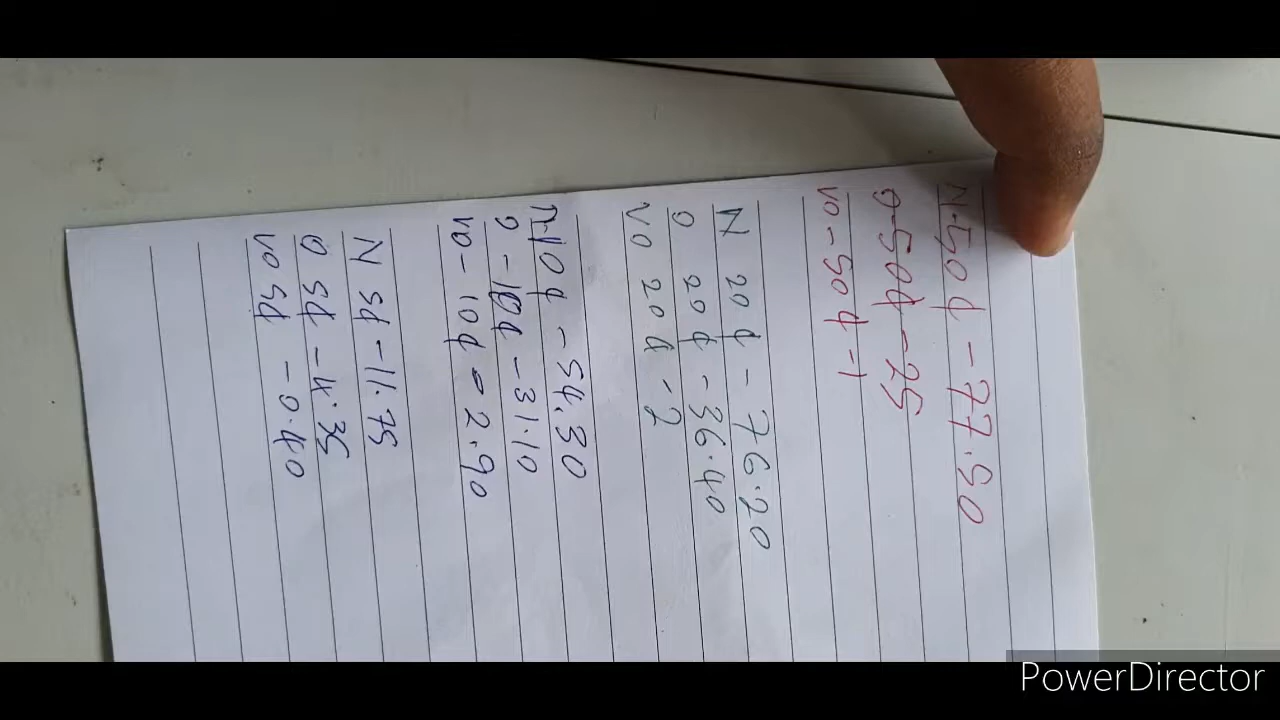 N-50¢ - 77.50
O-50¢ - 25
VO - 50¢ - 1
N 20¢ - 76.20
O 20¢ - 36.40
VO 20¢ - 2
N-10¢ - 54.30
O - 10¢ - 31.10
VO - 10¢ - 2.90
N 5¢ - 11.75
O 5¢ - 4.35
VO 5¢ - 0.40
PowerDirector